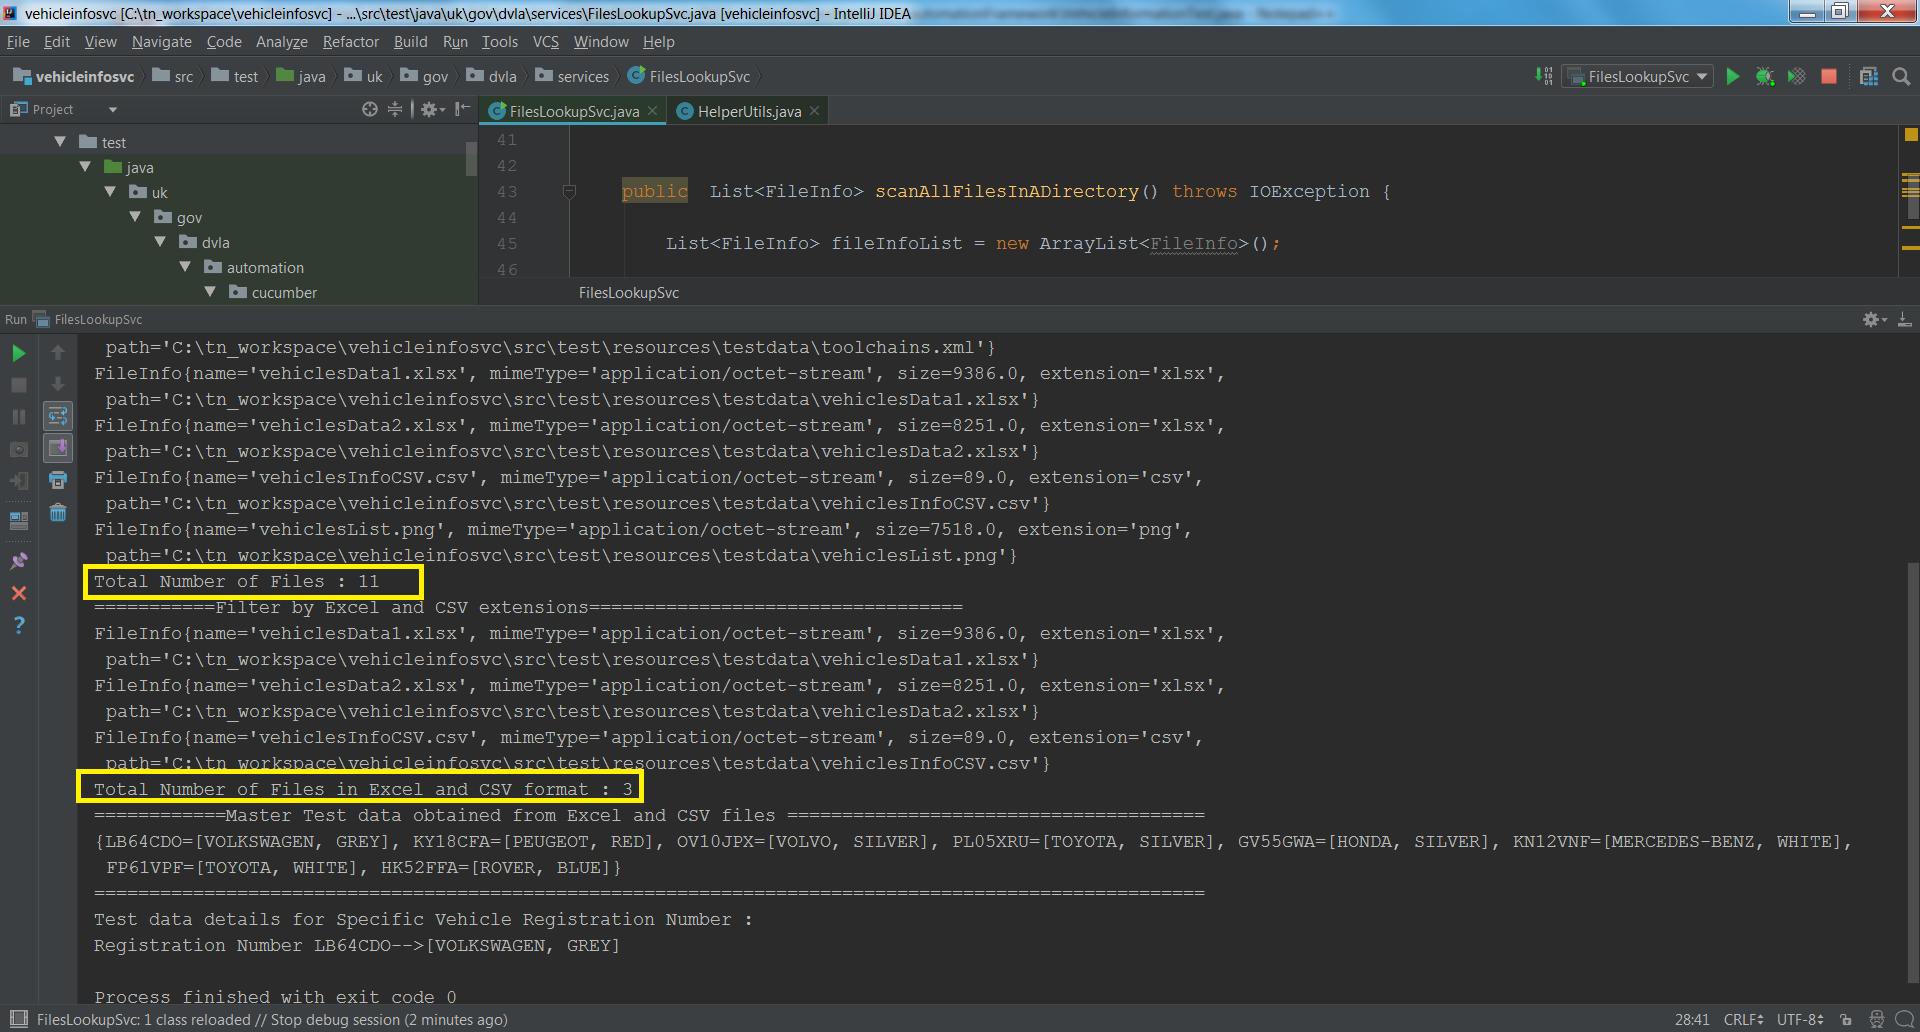 vehicleinfosvc [C:\tn_workspace\vehicleinfosvc] - ...\src\test\java\uk\gov\dvla\services\FilesLookupSvc.java [vehicleinfosvc] - IntelliJ IDEA
File Edit View Navigate Code Analyze Refactor Build Run Tools VCS Window Help
vehicleinfosvc src test java uk gov dvla services FilesLookupSvc
FilesLookupSvc
Project
FilesLookupSvc.java HelperUtils.java
test
java
uk
gov
dvla
automation
cucumber
41
42
43 public List<FileInfo> scanAllFilesInADirectory() throws IOException {
44
45 List<FileInfo> fileInfoList = new ArrayList<FileInfo>();
46
FilesLookupSvc
Run FilesLookupSvc
path='C:\tn_workspace\vehicleinfosvc\src\test\resources\testdata\toolchains.xml'}
FileInfo{name='vehiclesData1.xlsx', mimeType='application/octet-stream', size=9386.0, extension='xlsx',
path='C:\tn_workspace\vehicleinfosvc\src\test\resources\testdata\vehiclesData1.xlsx'}
FileInfo{name='vehiclesData2.xlsx', mimeType='application/octet-stream', size=8251.0, extension='xlsx',
path='C:\tn_workspace\vehicleinfosvc\src\test\resources\testdata\vehiclesData2.xlsx'}
FileInfo{name='vehiclesInfoCSV.csv', mimeType='application/octet-stream', size=89.0, extension='csv',
path='C:\tn_workspace\vehicleinfosvc\src\test\resources\testdata\vehiclesInfoCSV.csv'}
FileInfo{name='vehiclesList.png', mimeType='application/octet-stream', size=7518.0, extension='png',
path='C:\tn_workspace\vehicleinfosvc\src\test\resources\testdata\vehiclesList.png'}
Total Number of Files : 11
===========Filter by Excel and CSV extensions==================================
FileInfo{name='vehiclesData1.xlsx', mimeType='application/octet-stream', size=9386.0, extension='xlsx',
path='C:\tn_workspace\vehicleinfosvc\src\test\resources\testdata\vehiclesData1.xlsx'}
FileInfo{name='vehiclesData2.xlsx', mimeType='application/octet-stream', size=8251.0, extension='xlsx',
path='C:\tn_workspace\vehicleinfosvc\src\test\resources\testdata\vehiclesData2.xlsx'}
FileInfo{name='vehiclesInfoCSV.csv', mimeType='application/octet-stream', size=89.0, extension='csv',
path='C:\tn_workspace\vehicleinfosvc\src\test\resources\testdata\vehiclesInfoCSV.csv'}
Total Number of Files in Excel and CSV format : 3
============Master Test data obtained from Excel and CSV files ======================================
{LB64CDO=[VOLKSWAGEN, GREY], KY18CFA=[PEUGEOT, RED], OV10JPX=[VOLVO, SILVER], PL05XRU=[TOYOTA, SILVER], GV55GWA=[HONDA, SILVER], KN12VNF=[MERCEDES-BENZ, WHITE],
FP61VPF=[TOYOTA, WHITE], HK52FFA=[ROVER, BLUE]}
=====================================================================================================
Test data details for Specific Vehicle Registration Number :
Registration Number LB64CDO-->[VOLKSWAGEN, GREY]
Process finished with exit code 0
FilesLookupSvc: 1 class reloaded // Stop debug session (2 minutes ago)
28:41 CRLF UTF-8